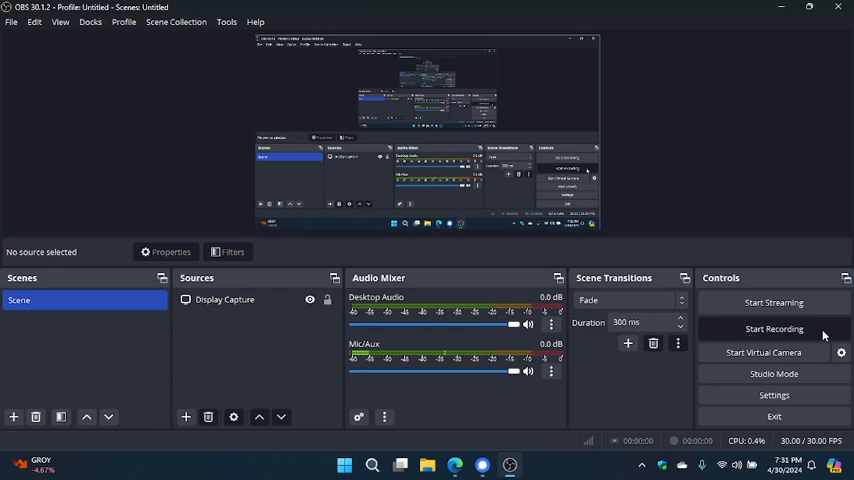 OBS 30.1.2 - Profile: Untitled - Scenes: Untitled
File Edit View Docks Profile Scene Collection Tools Help
No source selected Properties Filters
Scenes Sources Audio Mixer Scene Transitions Controls
Scene
Display Capture
Desktop Audio 0.0 dB
-60 -55 -50 -45 -40 -35 -30 -25 -20 -15 -10 -5 0
Mic/Aux 0.0 dB
-60 -55 -50 -45 -40 -35 -30 -25 -20 -15 -10 -5 0
Fade
Duration 300 ms
Start Streaming
Start Recording
Start Virtual Camera
Studio Mode
Settings
Exit
00:00:00 00:00:00 CPU: 0.4% 30.00 / 30.00 FPS
GROY
-4.67%
7:31 PM
4/30/2024